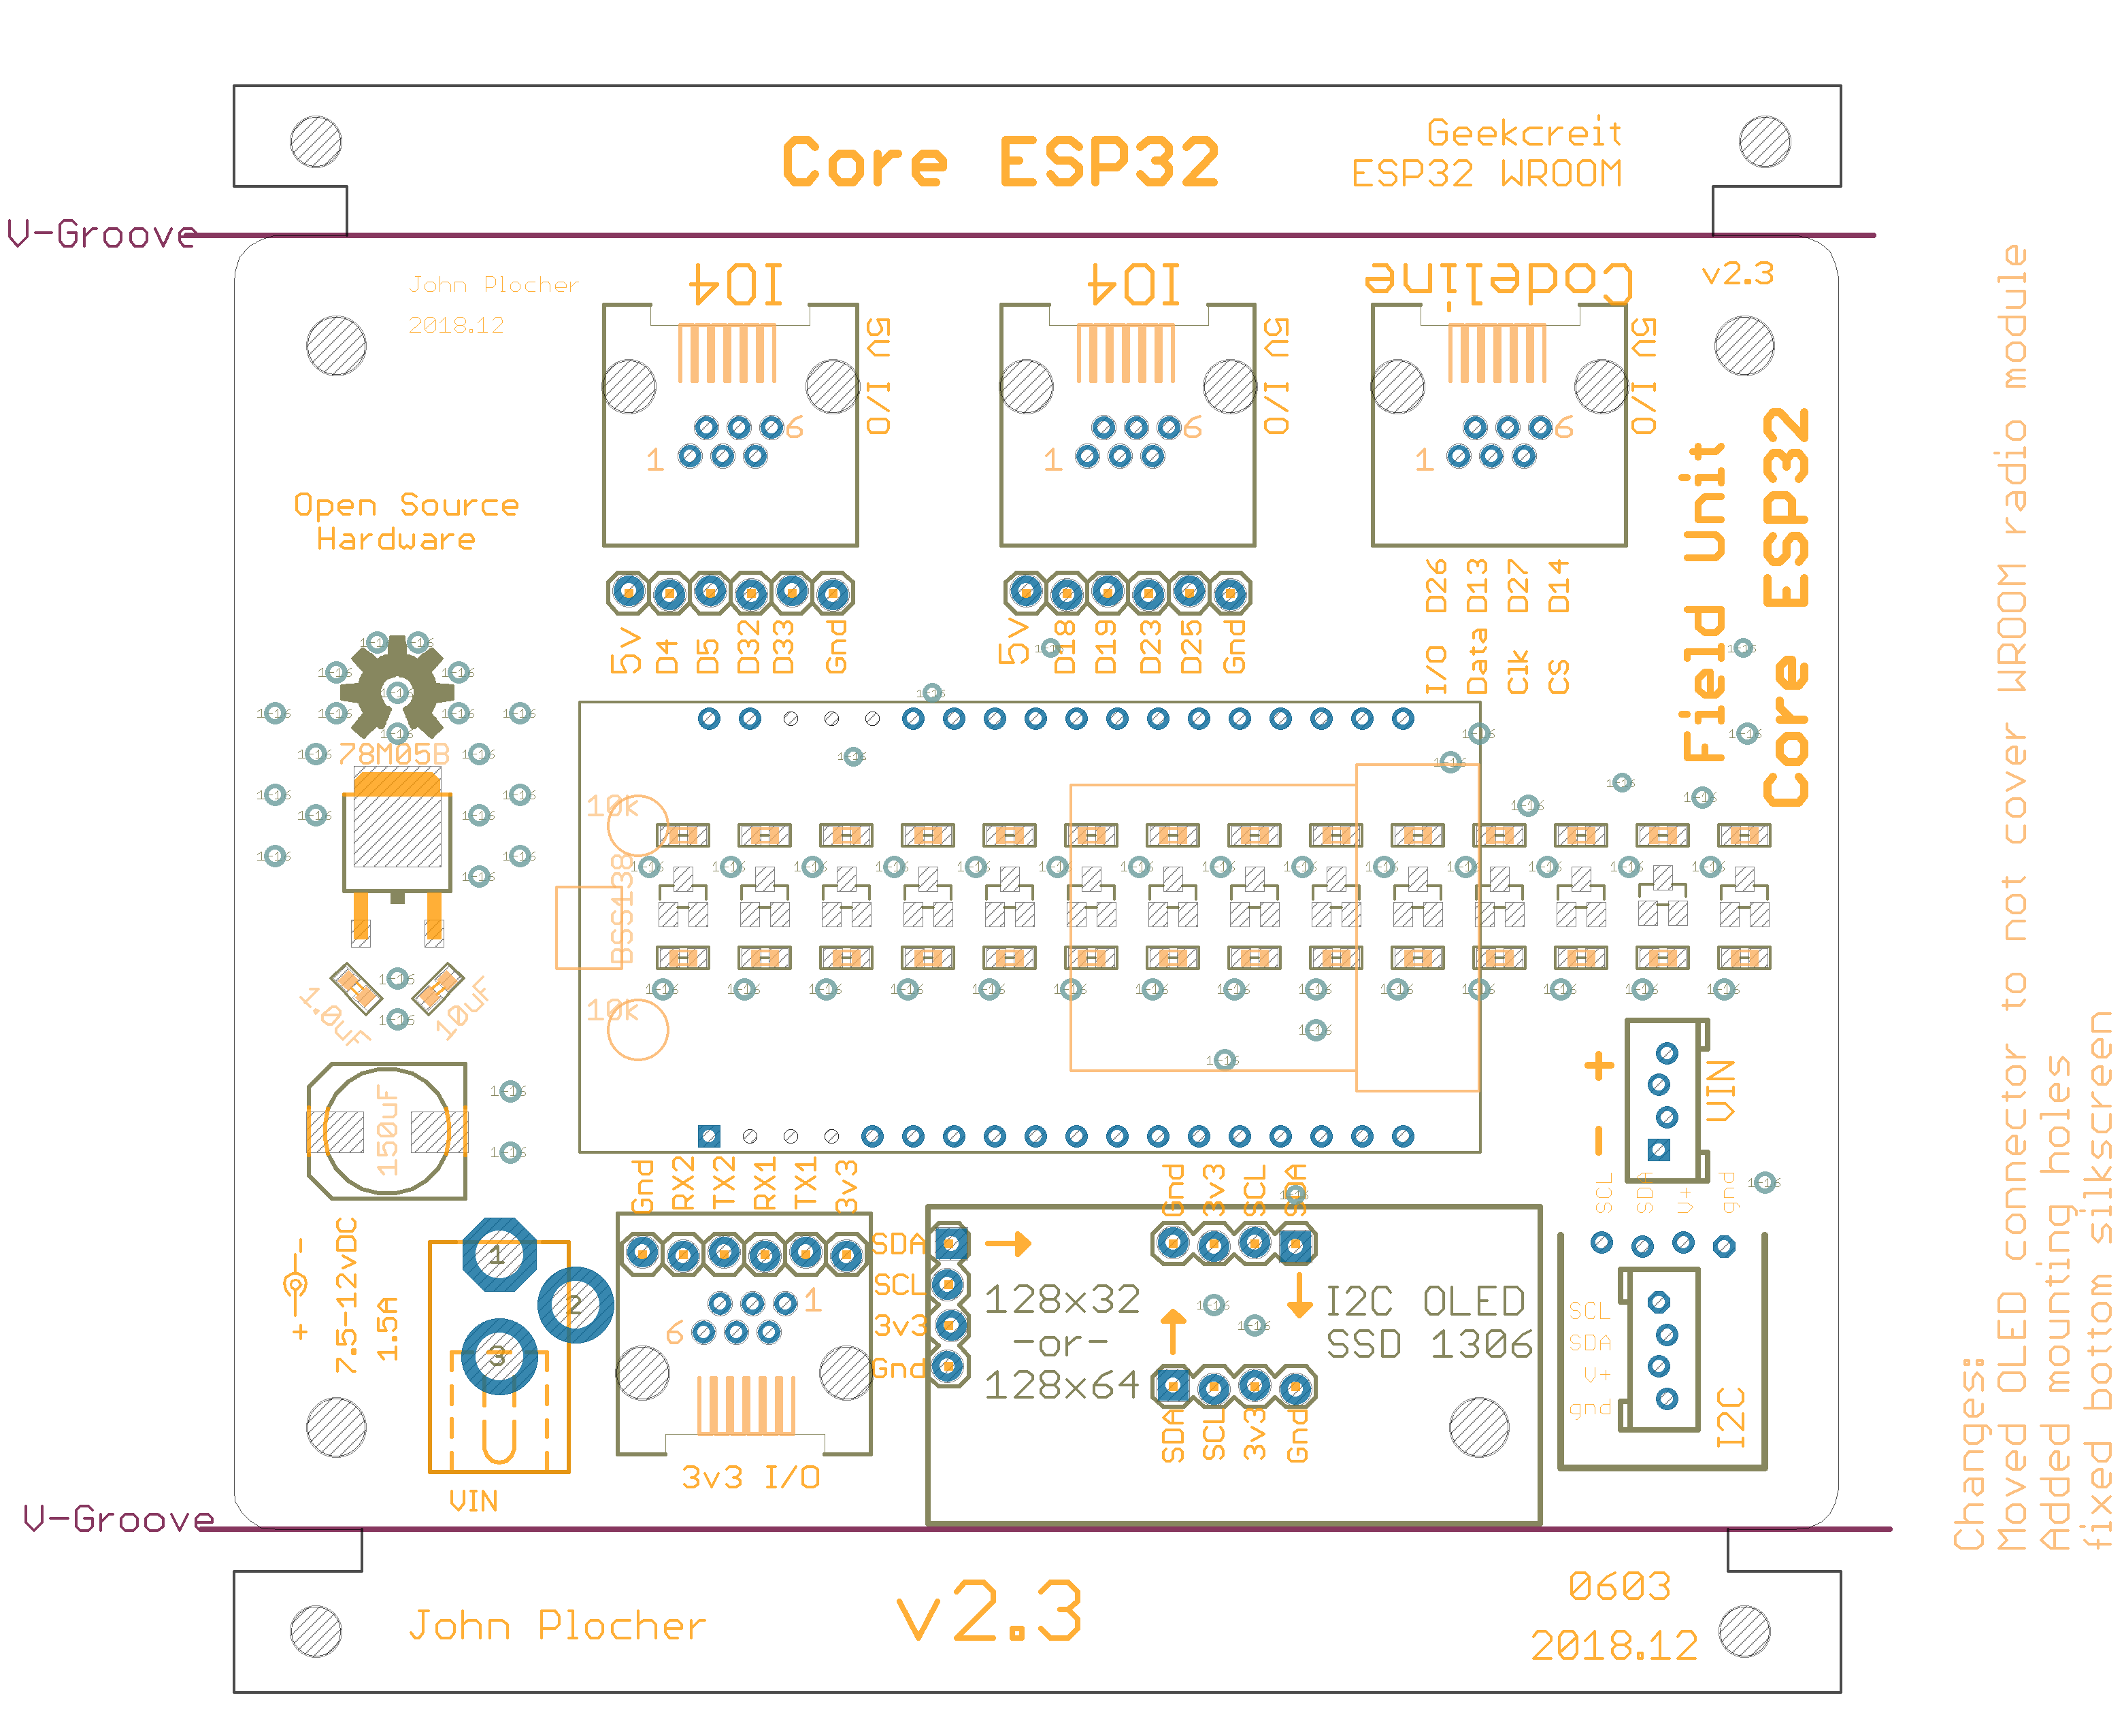 Core ESP32
Geekcreit
ESP32 WROOM
V-Groove
John Plocher
2018.12
IO4
IO4
Codeline
v2.3
5V I/O
5V I/O
5V I/O
1
6
1
6
1
6
Open Source
Hardware
Field Unit
Core ESP32
5v
D4
D5
D32
D33
Gnd
5v
D18
D19
D23
D25
Gnd
I/O D26
Data D13
Clk D27
CS D14
78M05B
10k
BSS138
10k
1.0uF
10uF
150uF
+
-
VIN
Gnd
RX2
TX2
RX1
TX1
3v3
Gnd
3v3
SCL
SDA
SCL
SDA
V+
gnd
7.5-12vDC
1.5A
- +
1
2
3
1
6
SDA
SCL
3v3
Gnd
128x32
-or-
128x64
I2C OLED
SSD 1306
SDA
SCL
3v3
Gnd
SCL
SDA
V+
gnd
I2C
3v3 I/O
VIN
V-Groove
John Plocher
v2.3
0603
2018.12
Changes:
Moved OLED connector to not cover WROOM radio module
Added mounting holes
fixed bottom silkscreen